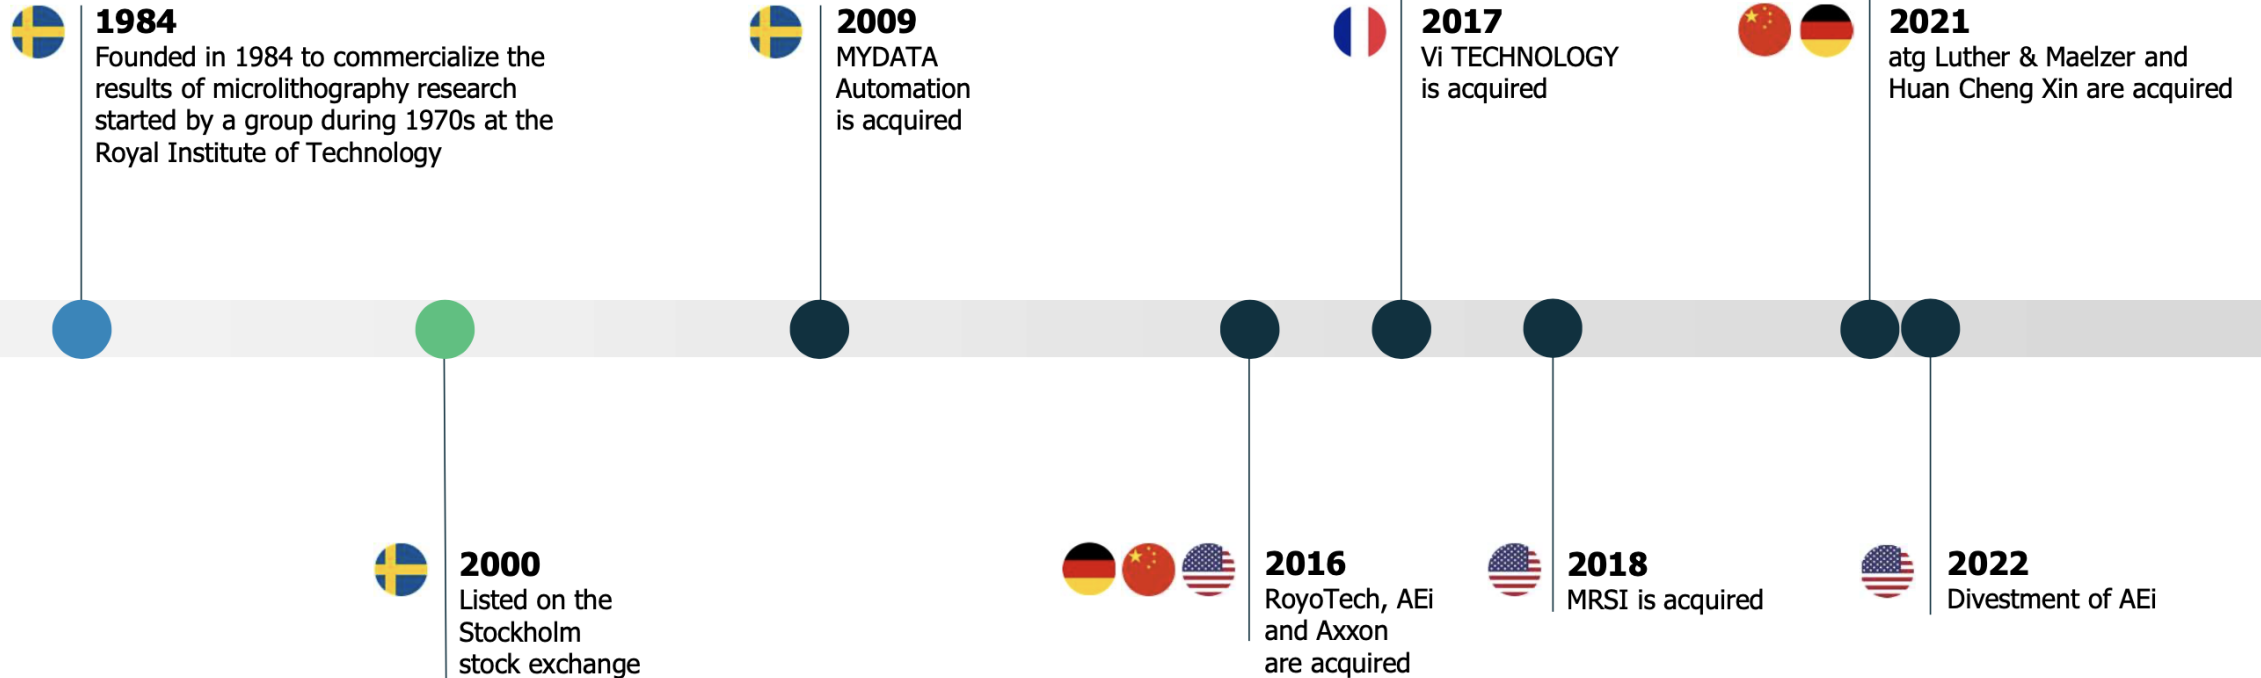 1984
Founded in 1984 to commercialize the
results of microlithography research
started by a group during 1970s at the
Royal Institute of Technology
2009
MYDATA
Automation
is acquired
2017
Vi TECHNOLOGY
is acquired
2021
atg Luther & Maelzer and
Huan Cheng Xin are acquired
2000
Listed on the
Stockholm
stock exchange
2016
RoyoTech, AEi
and Axxon
are acquired
2018
MRSI is acquired
2022
Divestment of AEi